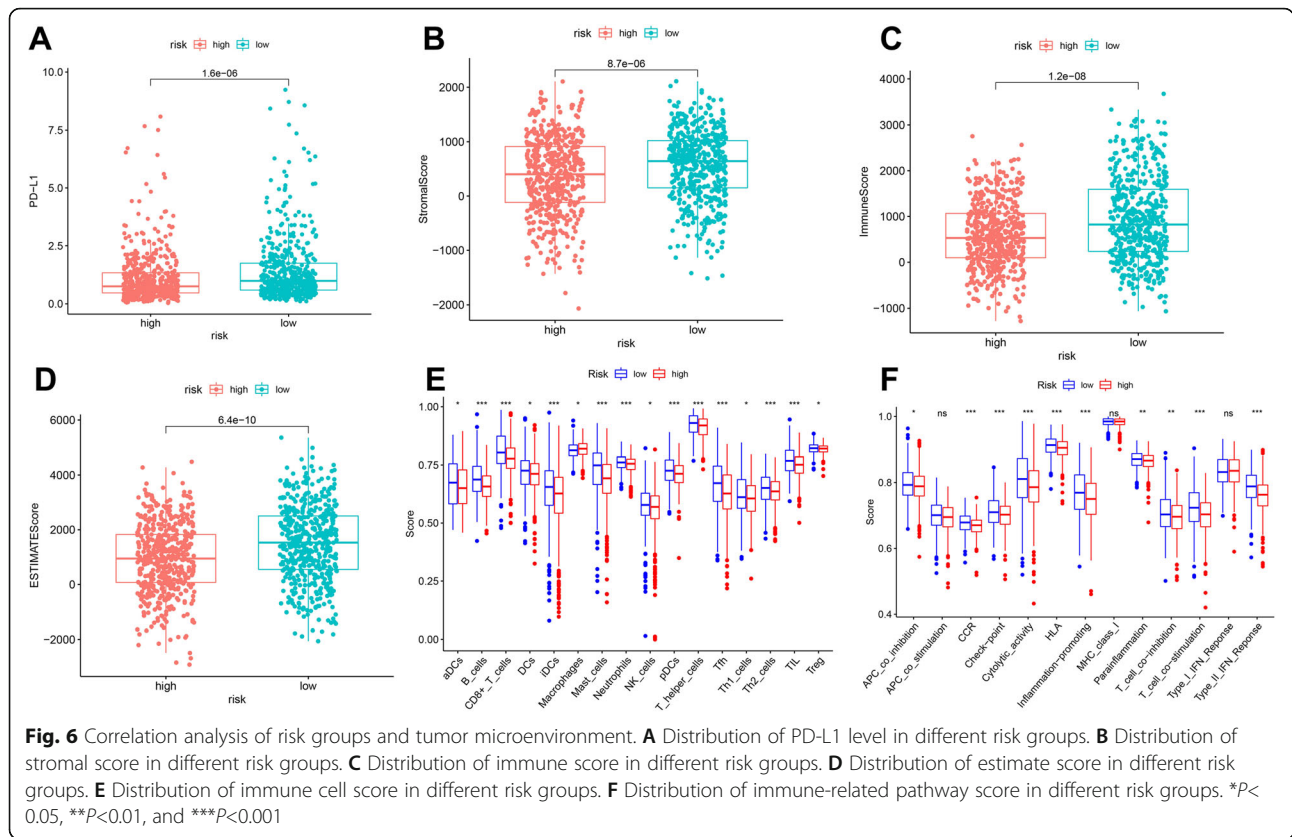 A
risk high low
1.6e−06
10.0
7.5
5.0
2.5
0.0
PD-L1
high low
risk
B
risk high low
8.7e−06
2000
1000
0
−1000
−2000
StromalScore
high low
risk
C
risk high low
1.2e−08
4000
3000
2000
1000
0
−1000
ImmuneScore
high low
risk
D
risk high low
6.4e−10
6000
4000
2000
0
−2000
ESTIMATEScore
high low
risk
E
Risk low high
* *** *** * *** * *** *** * *** *** *** * *** *** *
1.00
0.75
0.50
0.25
0.00
Score
aDCs
B_cells
CD8+_T_cells
DCs
iDCs
Macrophages
Mast_cells
Neutrophils
NK_cells
pDCs
T_helper_cells
Tfh
Th1_cells
Th2_cells
TIL
Treg
F
Risk low high
* ns *** *** *** *** *** ns ** ** *** ns ***
1.0
0.8
0.6
0.4
Score
APC_co_inhibition
APC_co_stimulation
CCR
Check-point
Cytolytic_activity
HLA
Inflammation-promoting
MHC_class_I
Parainflammation
T_cell_co-inhibition
T_cell_co-stimulation
Type_I_IFN_Reponse
Type_II_IFN_Reponse
Fig. 6 Correlation analysis of risk groups and tumor microenvironment. A Distribution of PD-L1 level in different risk groups. B Distribution of
stromal score in different risk groups. C Distribution of immune score in different risk groups. D Distribution of estimate score in different risk
groups. E Distribution of immune cell score in different risk groups. F Distribution of immune-related pathway score in different risk groups. *P<
0.05, **P<0.01, and ***P<0.001